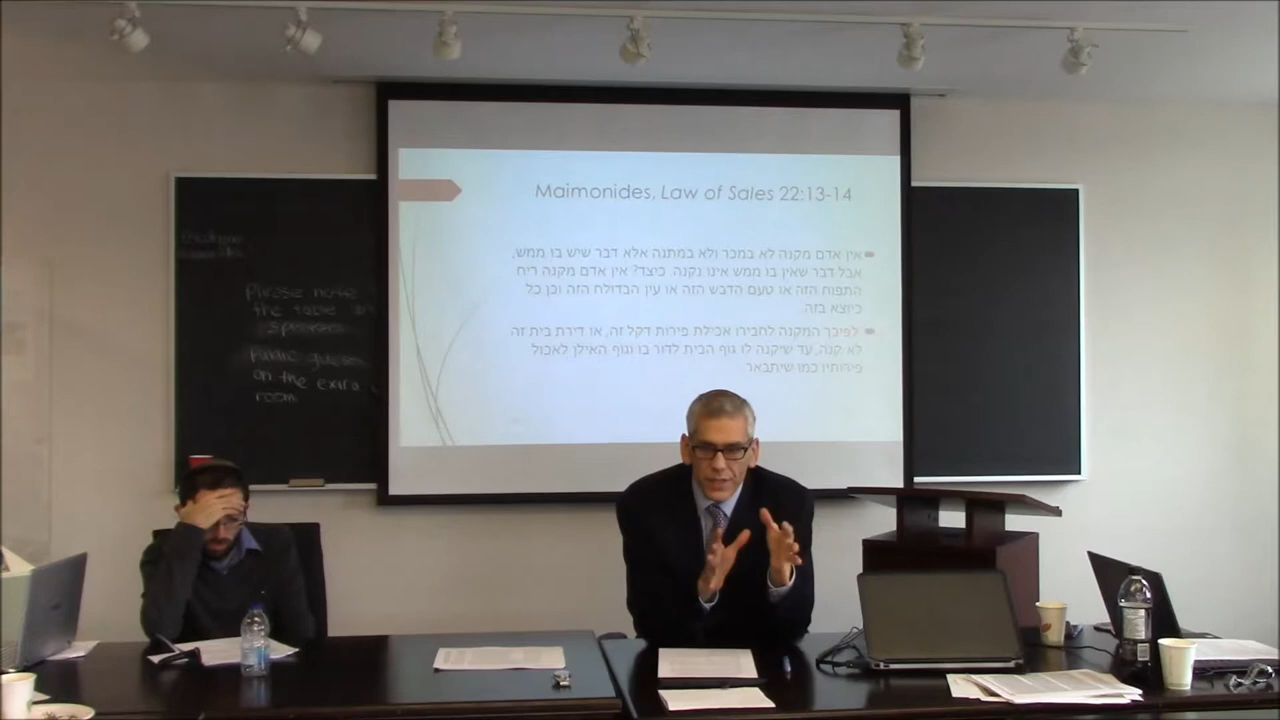 Maimonides, Law of Sales 22:13-14
אין אדם מקנה לא במכר ולא במתנה אלא דבר שיש בו ממש,
אבל דבר שאין בו ממש אינו נקנה. כיצד? אין אדם מקנה ריח
התפוח הזה או טעם הדבש הזה או עין הבדולח הזה וכן כל
כיוצא בזה.
לפיכך המקנה לחבירו אכילת פירות דקל זה, או דירת בית זה
לא קנה, עד שיקנה לו גוף הבית לדור בו וגוף האילן לאכול
פירותיו כמו שיתבאר
Please note
the table
Public
on the extra
room